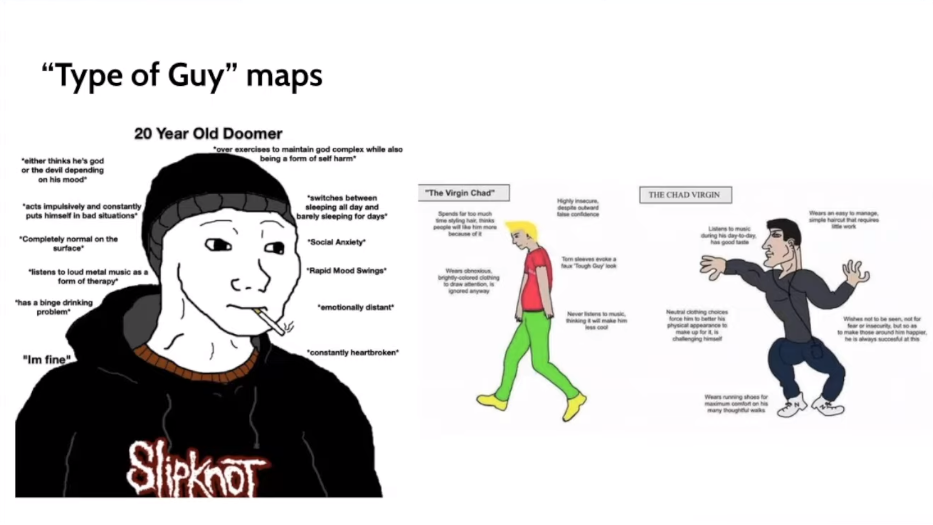 “Type of Guy” maps
20 Year Old Doomer
*over exercises to maintain god complex while also
being a form of self harm*
*either thinks he's god
or the devil depending
on his mood*
*acts impulsively and constantly
puts himself in bad situations*
*Completely normal on the
surface*
*listens to loud metal music as a
form of therapy*
*has a binge drinking
problem*
"Im fine"
*switches between
sleeping all day and
barely sleeping for days*
*Social Anxiety*
*Rapid Mood Swings*
*emotionally distant*
*constantly heartbroken*
SlipKnoT
"The Virgin Chad"
Spends far too much
time styling hair, thinks
people will like him more
because of it
Highly insecure,
despite outward
false confidence
Torn sleeves evoke a
faux 'Tough Guy' look
Wears obnoxious,
brightly-colored clothing
to draw attention, is
ignored anyway
Never listens to music,
thinking it will make him
less cool
THE CHAD VIRGIN
Wears an easy to manage,
simple haircut that requires
little work
Listens to music
during his day-to-day,
has good taste
Neutral clothing choices
force him to better his
physical appearance to
make up for it, is
challenging himself
Wishes not to be seen, not for
fear or insecurity, but so as
to make those around him happier,
he is always succesful at this
Wears running shoes for
maximum comfort on his
many thoughtful walks